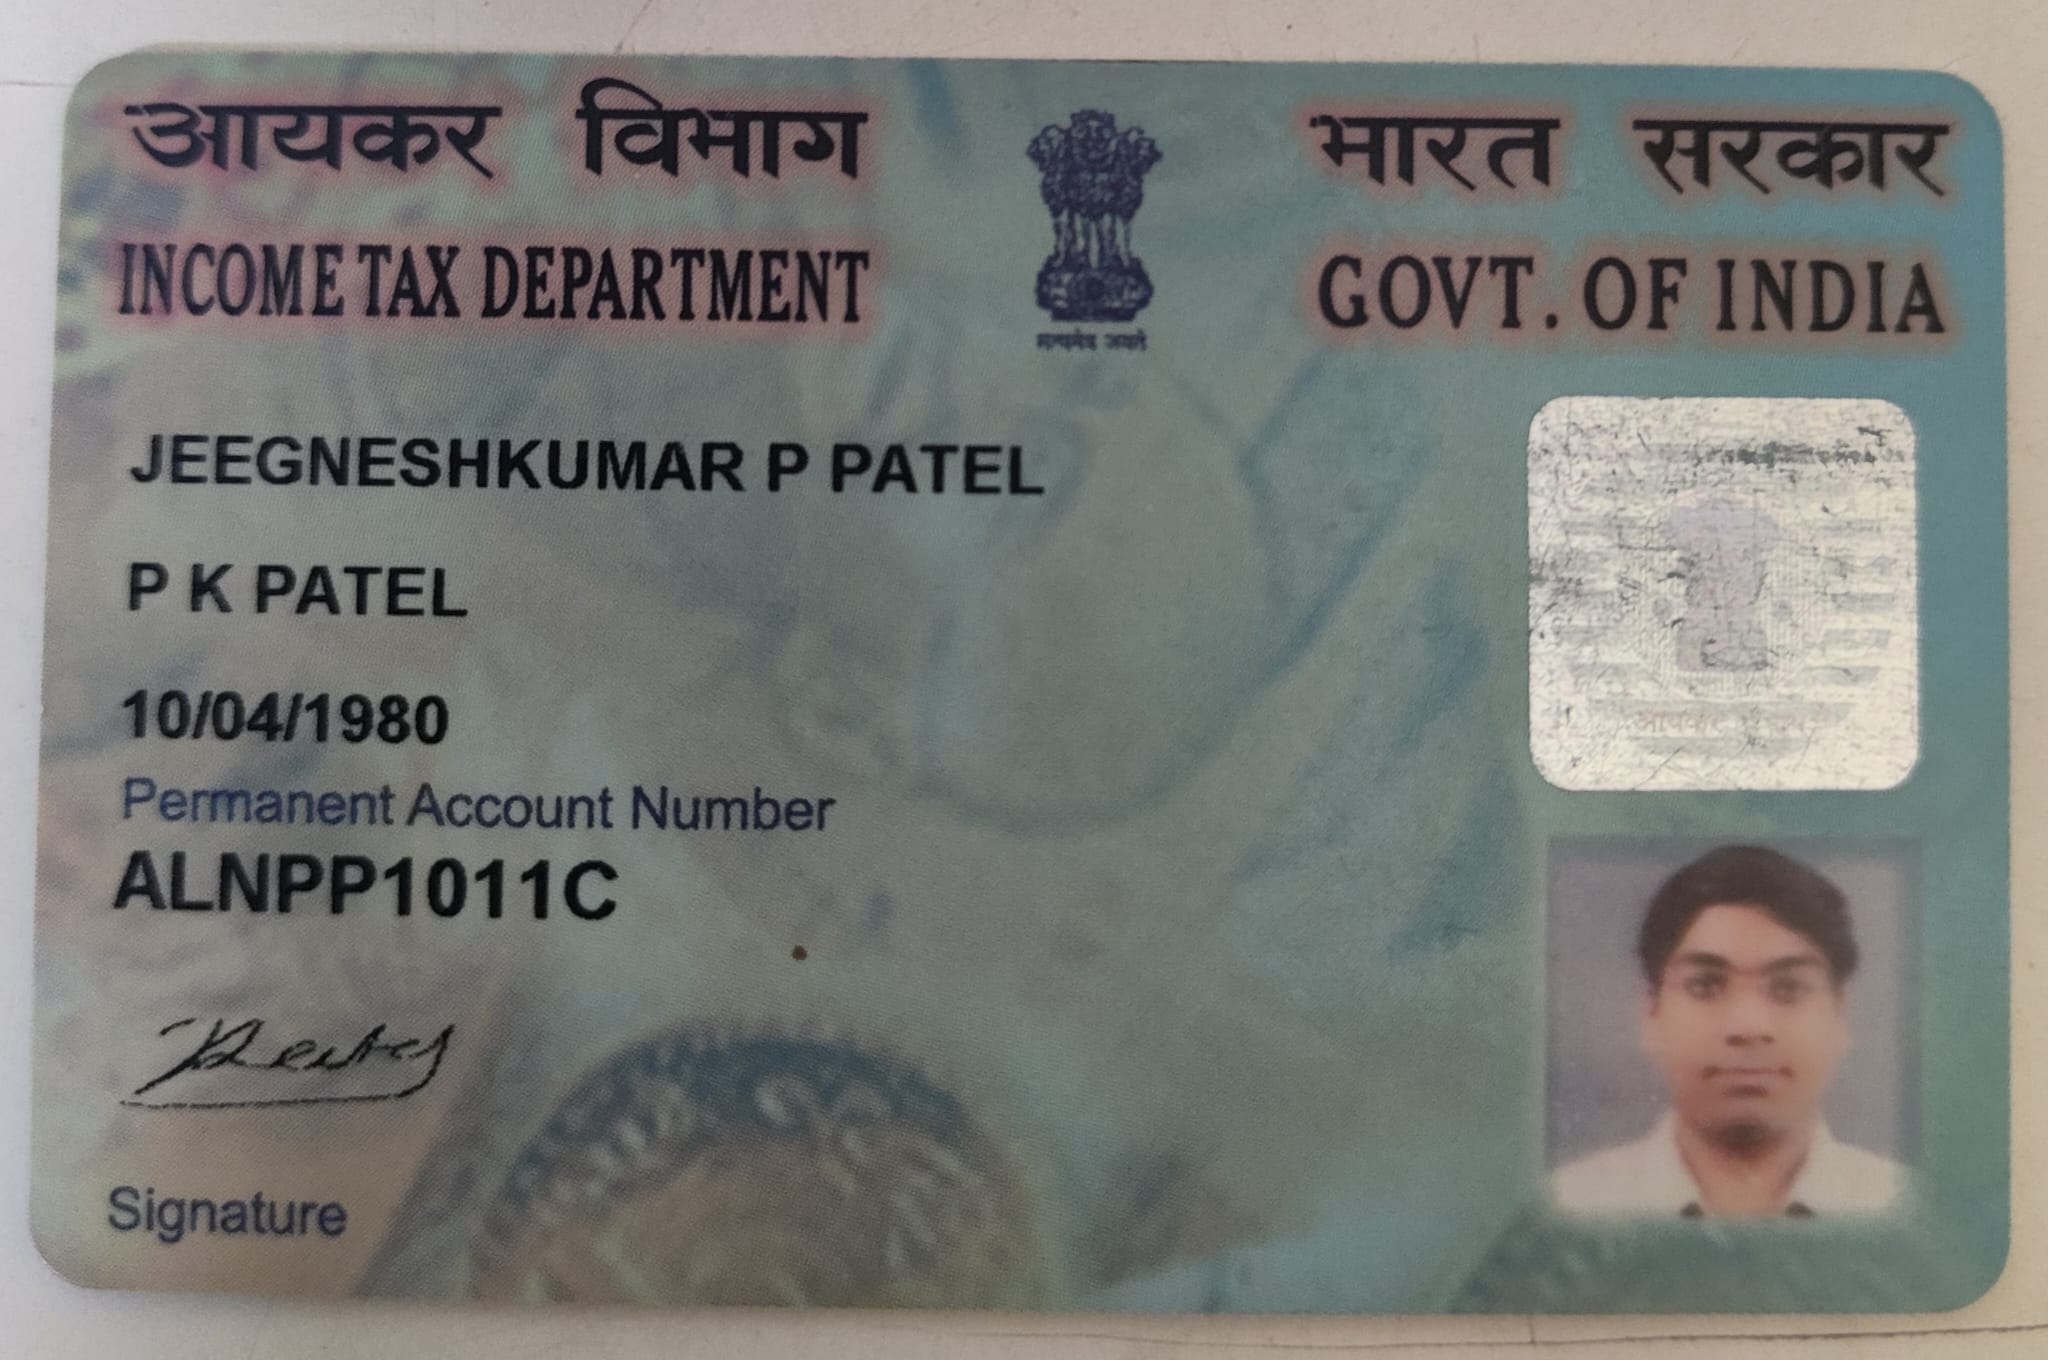 आयकर विभाग
INCOME TAX DEPARTMENT
सत्यमेव जयते
भारत सरकार
GOVT. OF INDIA
JEEGNESHKUMAR P PATEL
P K PATEL
10/04/1980
Permanent Account Number
ALNPP1011C
Signature